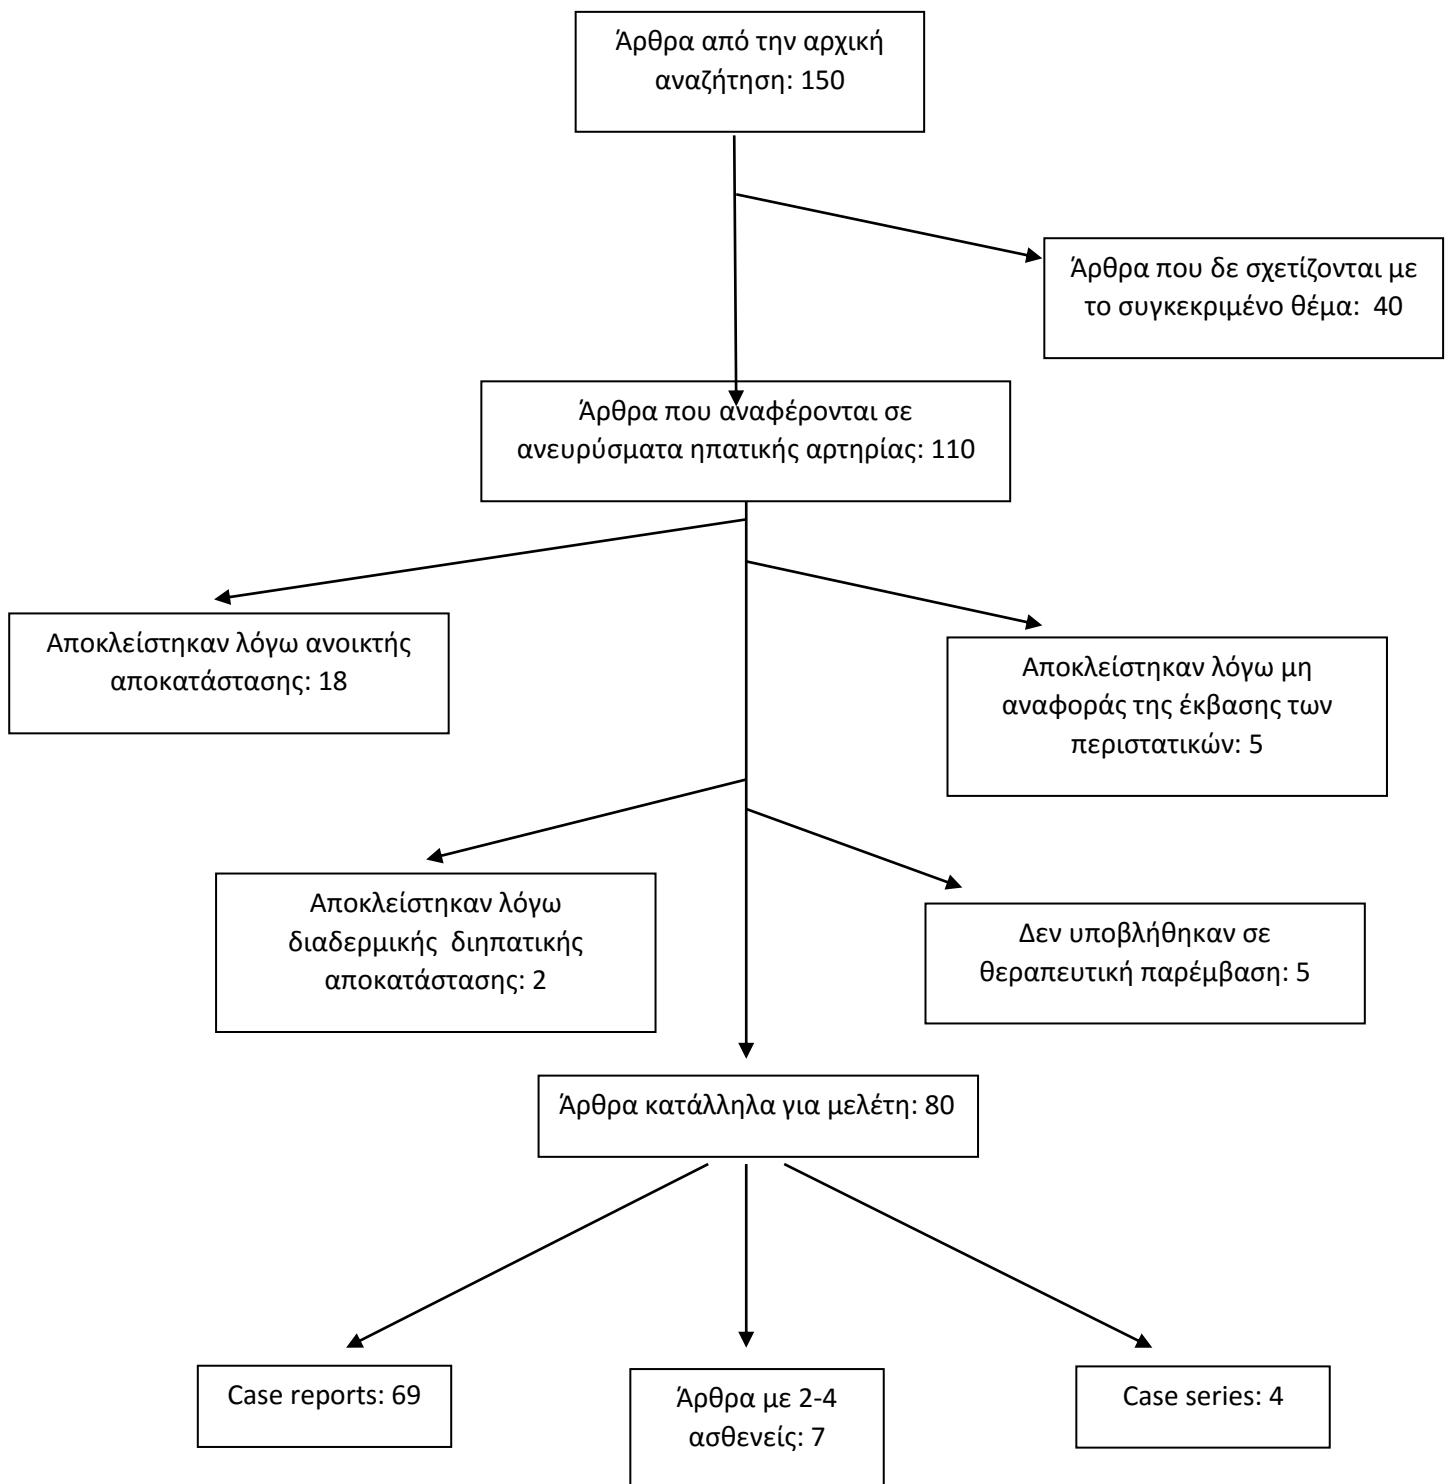 Άρθρα από την αρχική
αναζήτηση: 150
Άρθρα που δε σχετίζονται με
το συγκεκριμένο θέμα: 40
Άρθρα που αναφέρονται σε
ανευρύσματα ηπατικής αρτηρίας: 110
Αποκλείστηκαν λόγω ανοικτής
αποκατάστασης: 18
Αποκλείστηκαν λόγω μη
αναφοράς της έκβασης των
περιστατικών: 5
Αποκλείστηκαν λόγω
διαδερμικής διηπατικής
αποκατάστασης: 2
Δεν υποβλήθηκαν σε
θεραπευτική παρέμβαση: 5
Άρθρα κατάλληλα για μελέτη: 80
Case reports: 69
Άρθρα με 2-4
ασθενείς: 7
Case series: 4